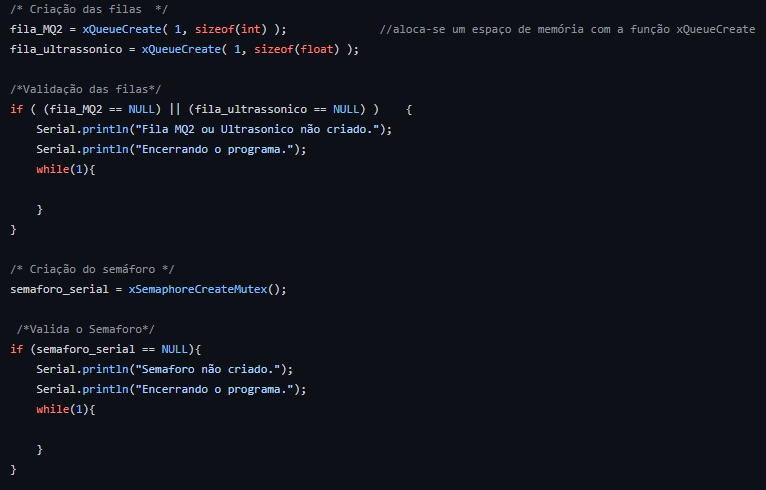 /* Criação das filas  */
fila_MQ2 = xQueueCreate( 1, sizeof(int) );              //aloca-se um espaço de memória com a função xQeueCreate
fila_ultrassonico = xQueueCreate( 1, sizeof(float) );
/*Validação das filas*/
if ( (fila_MQ2 == NULL) || (fila_ultrassonico == NULL) )    {
    Serial.println("Fila MQ2 ou Ultrasonico não criado.");
    Serial.println("Encerrando o programa.");
    while(1){
    }
}
/* Criação do semáforo */
semaforo_serial = xSemaphoreCreateMutex();
 /*Valida o Semaforo*/
if (semaforo_serial == NULL){
    Serial.println("Semaforo não criado.");
    Serial.println("Encerrando o programa.");
    while(1){
    }
}